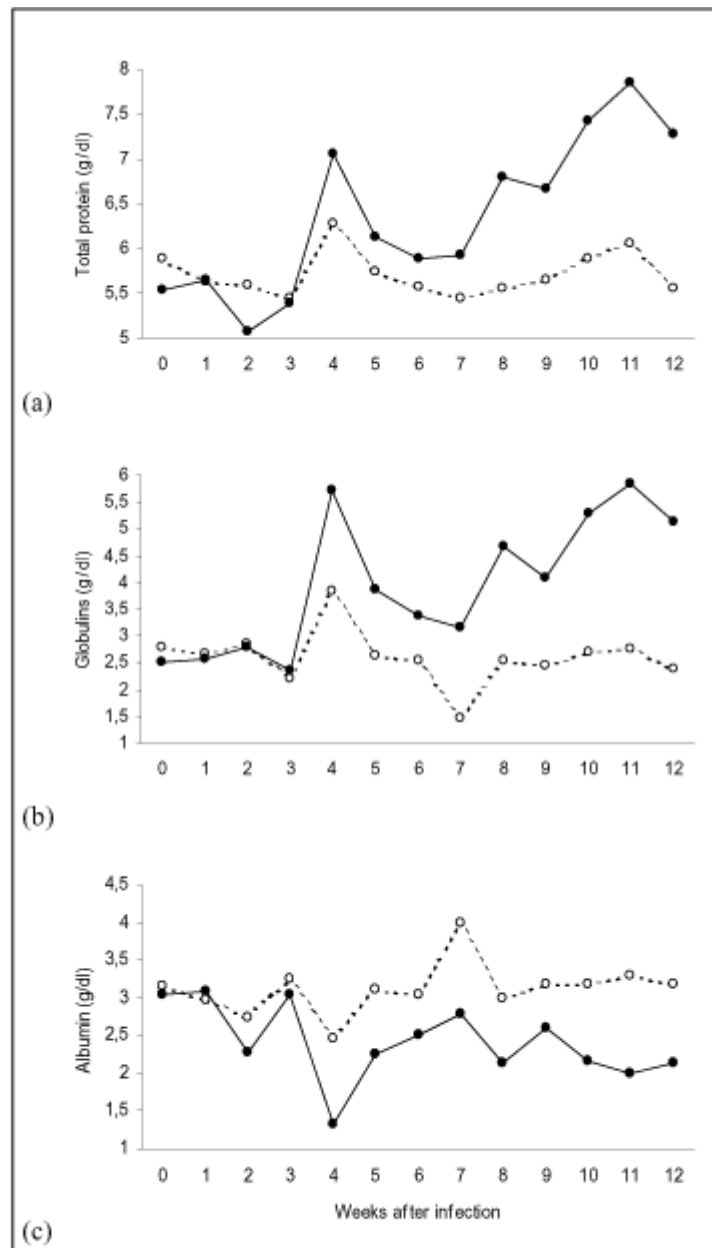 Total protein (g/dl)
8
7,5
7
6,5
6
5,5
5
0 1 2 3 4 5 6 7 8 9 10 11 12
(a)
Globulins (g/dl)
6
5,5
5
4,5
4
3,5
3
2,5
2
1,5
1
0 1 2 3 4 5 6 7 8 9 10 11 12
(b)
Albumin (g/dl)
4,5
4
3,5
3
2,5
2
1,5
1
0 1 2 3 4 5 6 7 8 9 10 11 12
Weeks after infection
(c)